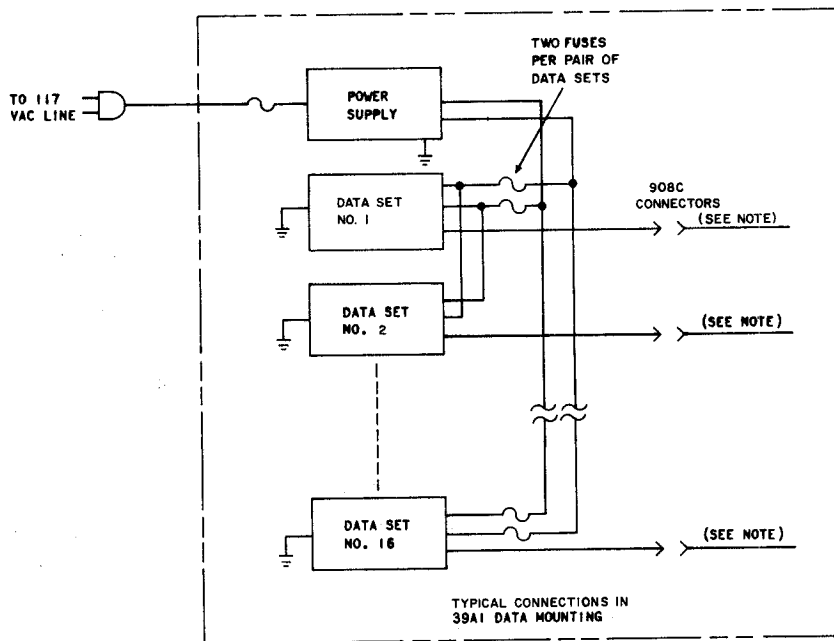 TWO FUSES
PER PAIR OF
DATA SETS
TO 117
VAC LINE
POWER
SUPPLY
DATA SET
NO. 1
908C
CONNECTORS
(SEE NOTE)
DATA SET
NO. 2
(SEE NOTE)
DATA SET
NO. 16
(SEE NOTE)
TYPICAL CONNECTIONS IN
39A1 DATA MOUNTING